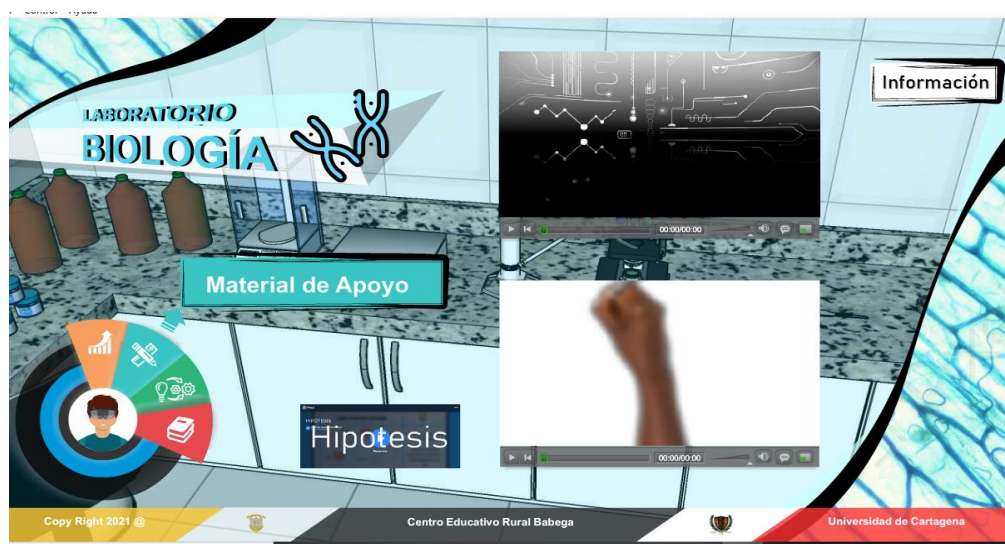 Información
LABORATORIO
BIOLOGÍA
00:00/00:00
Material de Apoyo
HIPOTESIS
Hipotesis
00:00/00:00
Copy Right 2021 @
Centro Educativo Rural Babega
Universidad de Cartagena